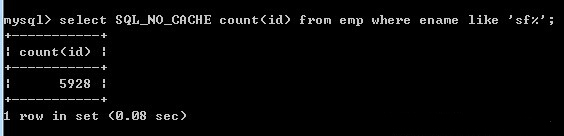 mysql> select SQL_NO_CACHE count(id) from emp where ename like 'sf%';
+-----------+
| count(id) |
+-----------+
|      5928 |
+-----------+
1 row in set (0.08 sec)